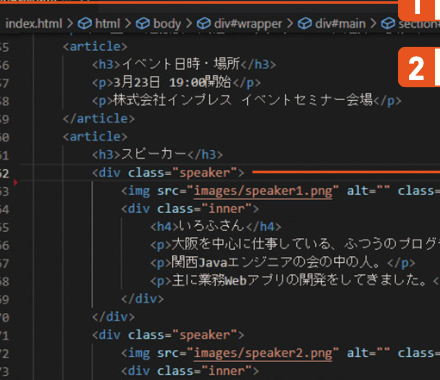 1
index.html > html > body > div#wrapper > div#main > section
2
55 <article>
56 <h3>イベント日時・場所</h3>
57 <p>3月23日 19:00開始</p>
58 <p>株式会社インプレス イベントセミナー会場</p>
59 </article>
60 <article>
61 <h3>スピーカー</h3>
62 <div class="speaker">
63 <img src="images/speaker1.png" alt="" class=
64 <div class="inner">
65 <h4>いろふさん</h4>
66 <p>大阪を中心に仕事している、ふつうのプログ
67 <p>関西Javaエンジニアの会の中の人。</p>
68 <p>主に業務Webアプリの開発をしてきました。<
69 </div>
70 </div>
71 <div class="speaker">
72 <img src="images/speaker2.png" alt="" class=
73 <div class="inner">